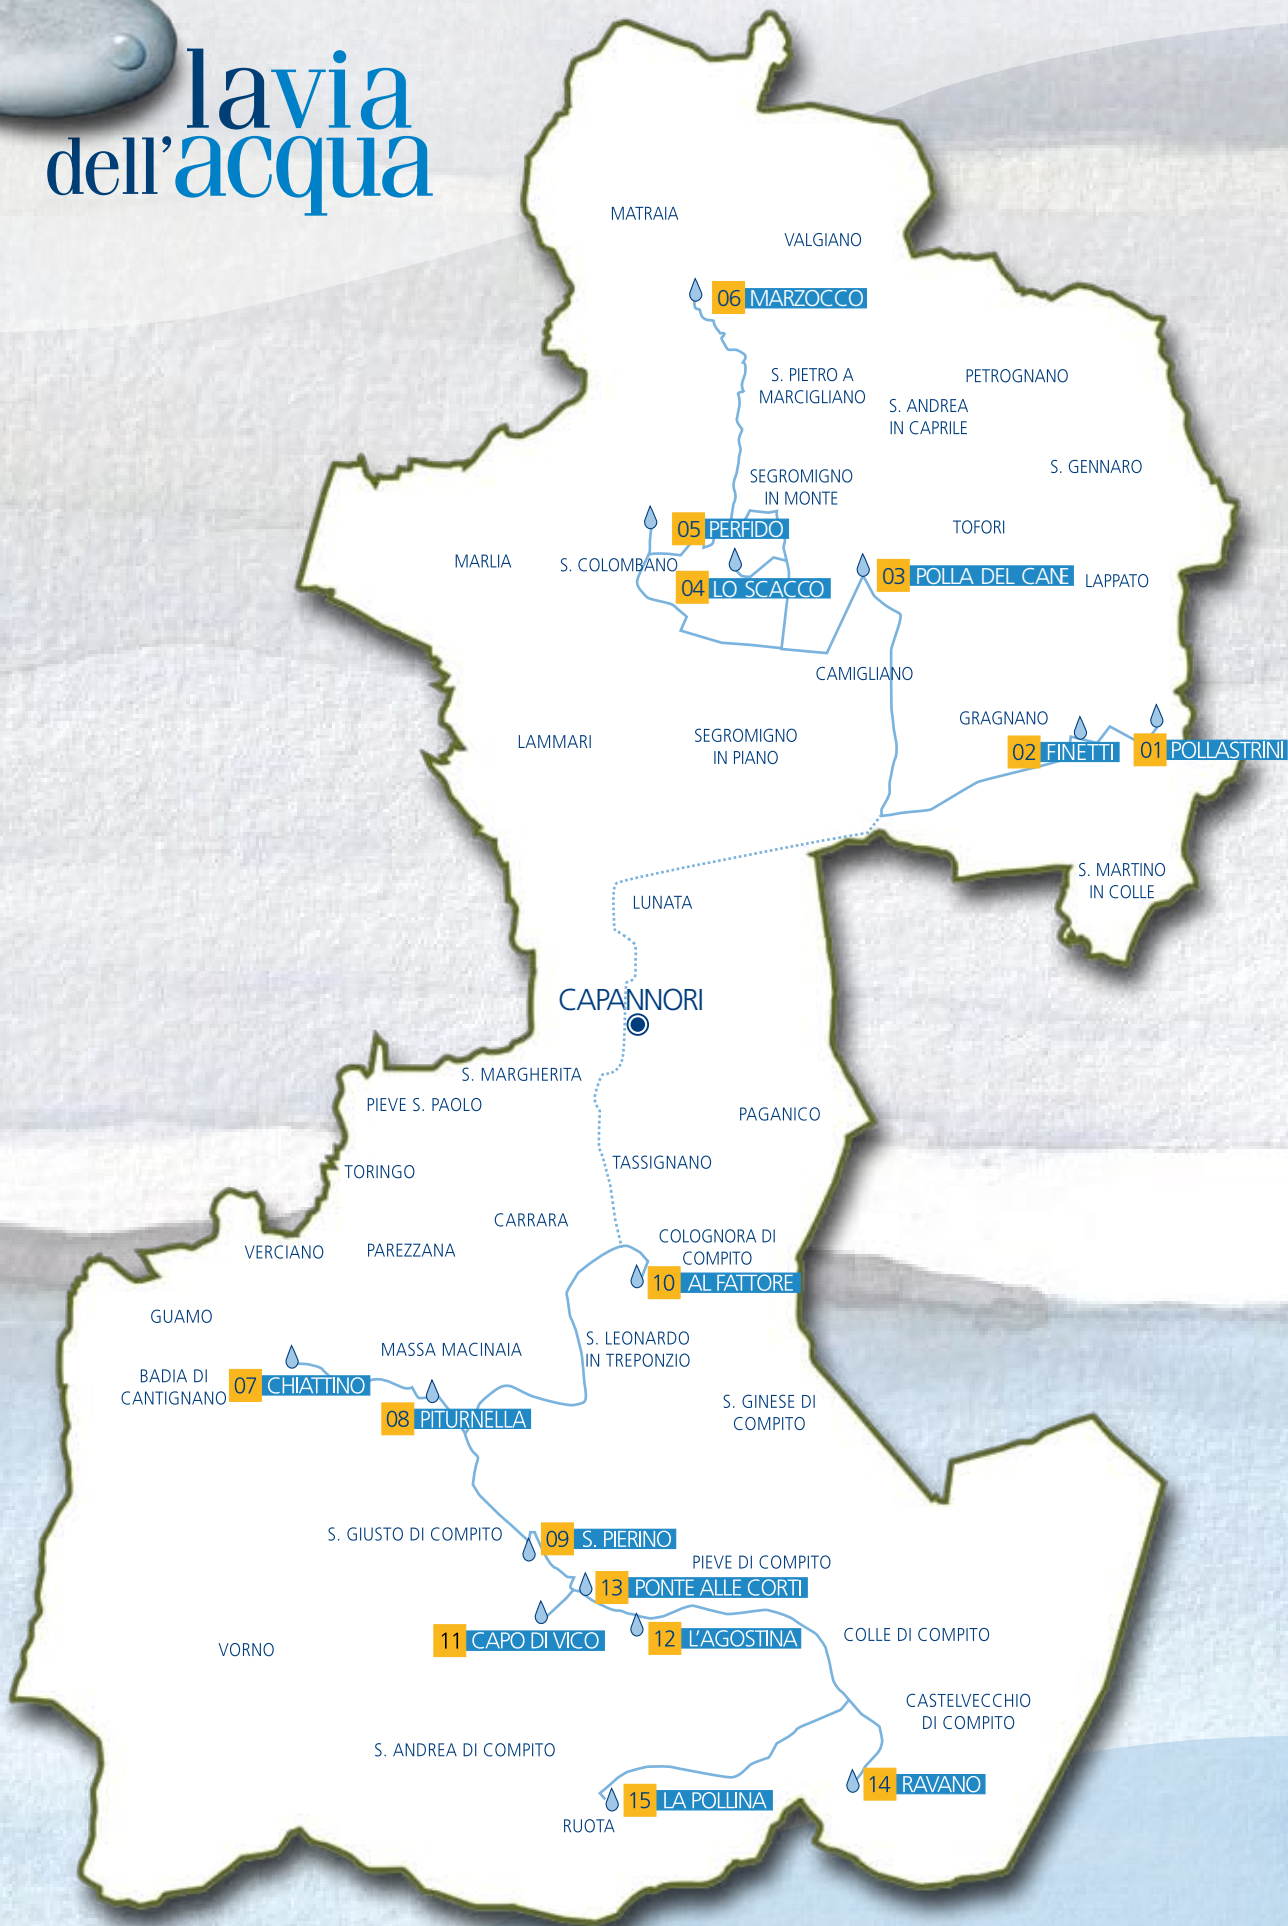 la via
dell'acqua
MATRAIA
VALGIANO
06 MARZOCCO
S. PIETRO A
MARCIGLIANO
PETROGNANO
S. ANDREA
IN CAPRILE
S. GENNARO
SEGROMIGNO
IN MONTE
05 PERFIDO
TOFORI
MARLIA
S. COLOMBANO
04 LO SCACCO
03 POLLA DEL CANE
LAPPATO
CAMIGLIANO
GRAGNANO
LAMMARI
SEGROMIGNO
IN PIANO
02 FINETTI
01 POLLASTRINI
S. MARTINO
IN COLLE
LUNATA
CAPANNORI
S. MARGHERITA
PIEVE S. PAOLO
PAGANICO
TORINGO
TASSIGNANO
CARRARA
VERCIANO
PAREZZANA
COLOGNORA DI
COMPITO
10 AL FATTORE
GUAMO
MASSA MACINAIA
S. LEONARDO
IN TREPONZIO
BADIA DI
CANTIGNANO
07 CHIATTINO
08 PITURNELLA
S. GINESE DI
COMPITO
S. GIUSTO DI COMPITO
09 S. PIERINO
PIEVE DI COMPITO
13 PONTE ALLE CORTI
11 CAPO DI VICO
12 L'AGOSTINA
COLLE DI COMPITO
VORNO
CASTELVECCHIO
DI COMPITO
S. ANDREA DI COMPITO
14 RAVANO
15 LA POLLINA
RUOTA